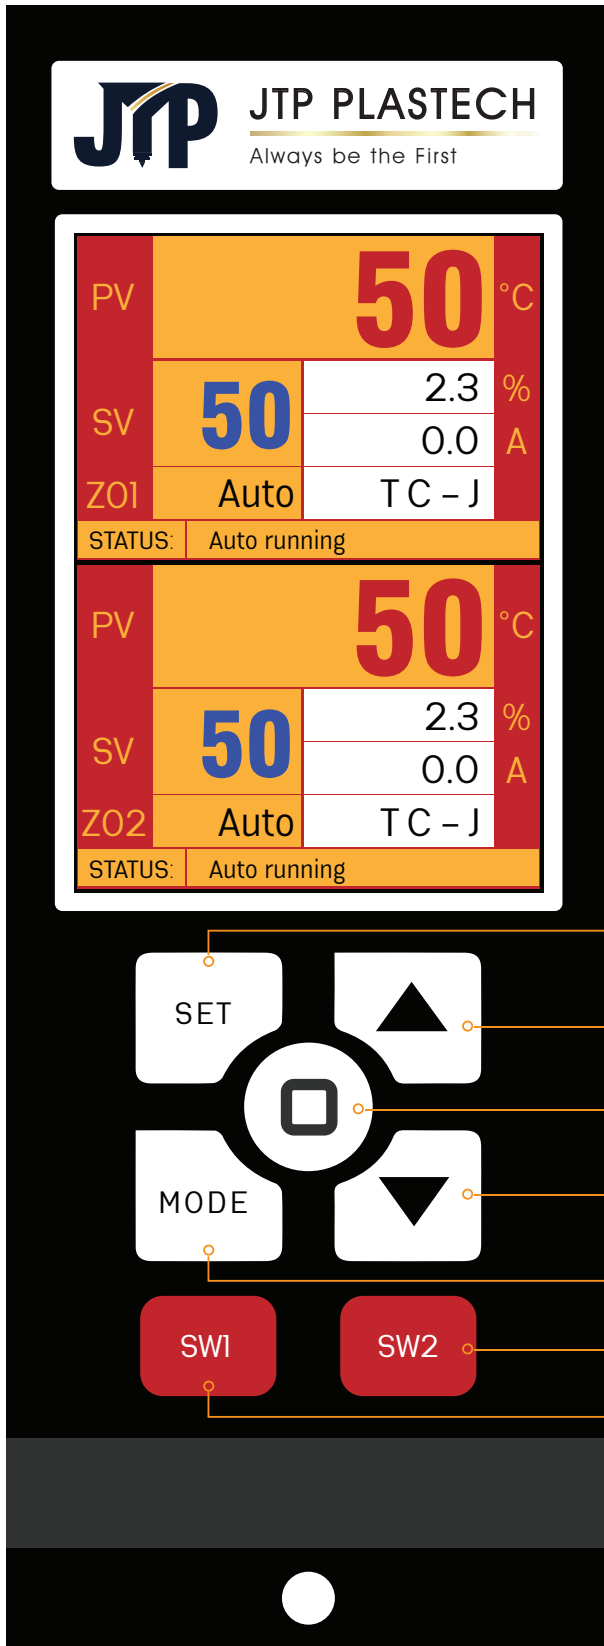 JTP JTP PLASTECH
Always be the First
PV 50 °C
2.3 %
SV 50
0.0 A
Z01 Auto TC-J
STATUS: Auto running
PV 50 °C
2.3 %
SV 50
0.0 A
Z02 Auto TC-J
STATUS: Auto running
SET
MODE
SW1 SW2